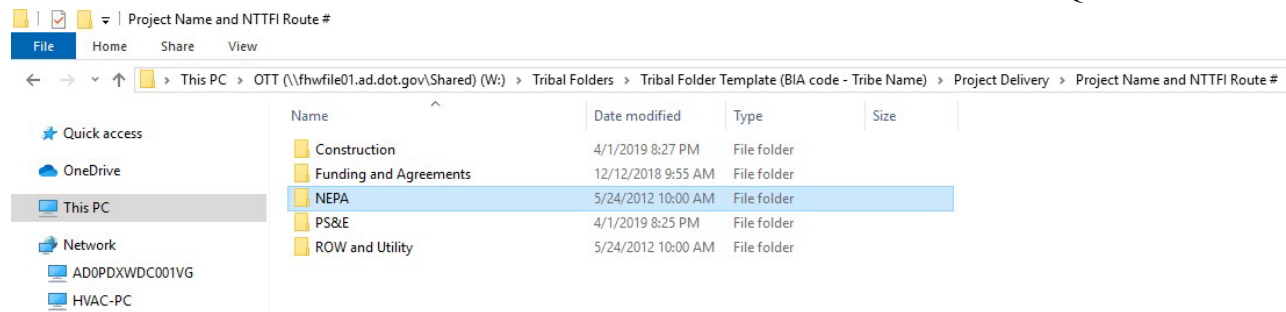 Project Name and NTTFI Route #
File Home Share View
This PC > OTT (\\fhwfile01.ad.dot.gov\Shared) (W:) > Tribal Folders > Tribal Folder Template (BIA code - Tribe Name) > Project Delivery > Project Name and NTTFI Route #
Name Date modified Type Size
Quick access
Construction 4/1/2019 8:27 PM File folder
OneDrive
Funding and Agreements 12/12/2018 9:55 AM File folder
This PC
NEPA 5/24/2012 10:00 AM File folder
PS&E 4/1/2019 8:25 PM File folder
Network
ROW and Utility 5/24/2012 10:00 AM File folder
AD0PDXWDC001VG
HVAC-PC